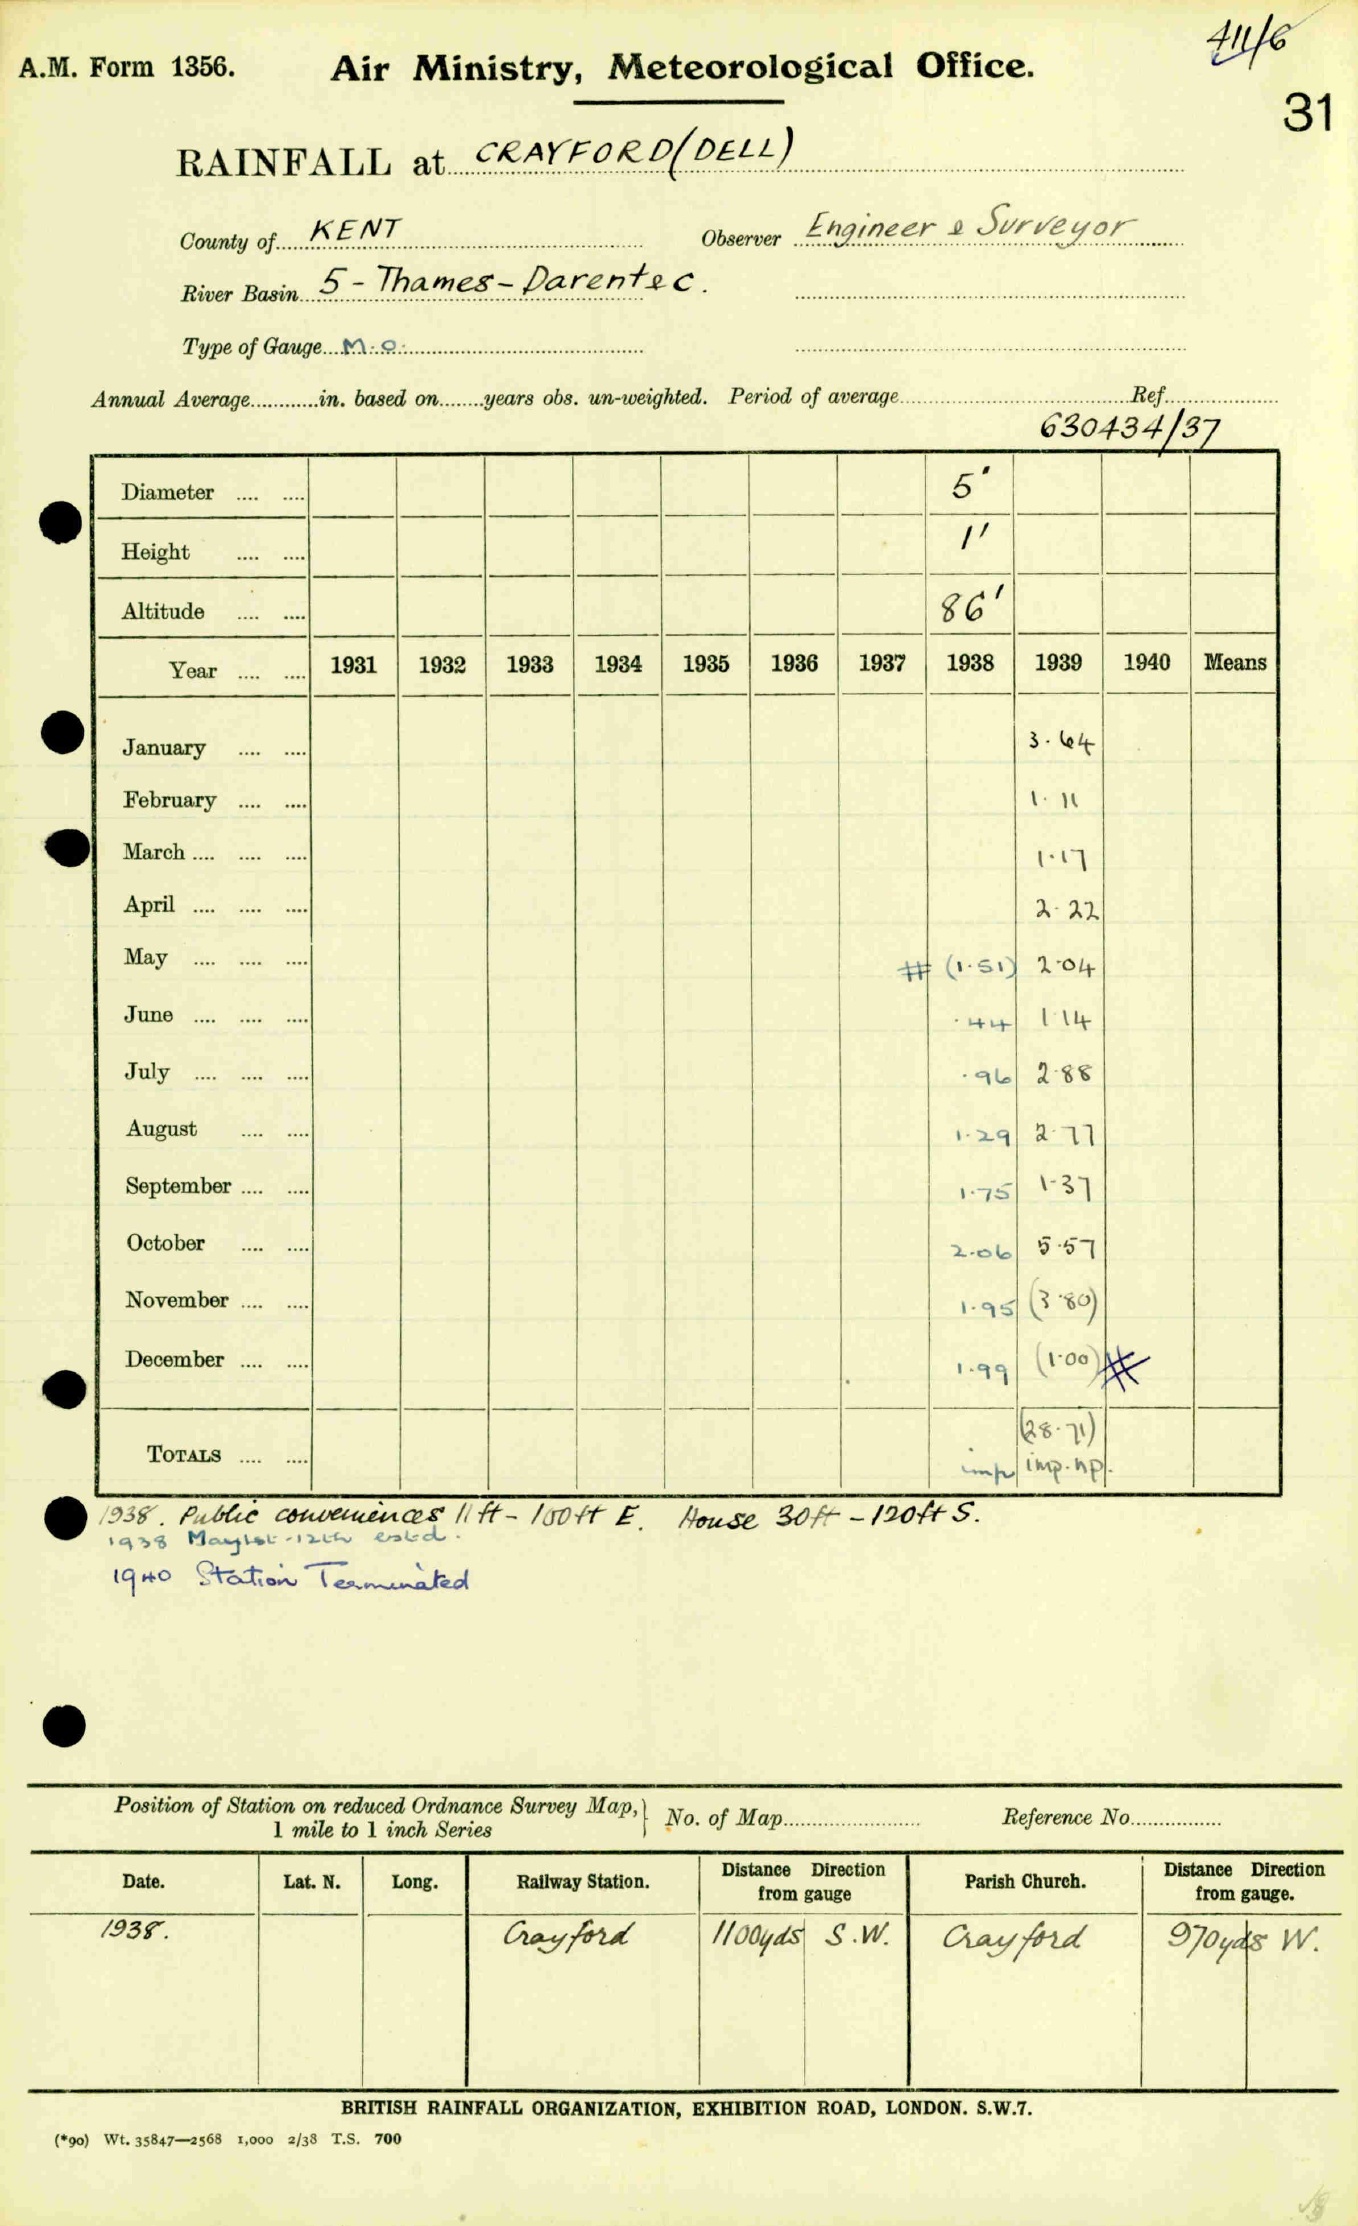 411/6
A.M. Form 1356. Air Ministry, Meteorological Office.
31
RAINFALL at CRAYFORD (DELL)
County of KENT Observer Engineer & Surveyor
River Basin 5 - Thames - Darent &c.
Type of Gauge M.O.
Annual Average............in. based on........years obs. un-weighted. Period of average................Ref................
630434/37
Diameter .... .... 5"
Height .... .... 1'
Altitude .... .... 86'
Year .... .... 1931 1932 1933 1934 1935 1936 1937 1938 1939 1940 Means
January .... .... 3.64
February .... .... 1.11
March .... .... .... 1.17
April .... .... .... 2.22
May .... .... .... # (1.51) 2.04
June .... .... .... .44 1.14
July .... .... .... .96 2.88
August .... .... 1.29 2.77
September .... .... 1.75 1.37
October .... .... 2.06 5.57
November .... .... 1.95 (3.80)
December .... .... 1.99 (1.00) #
(28.71)
TOTALS .... .... imp imp. np.
1938. Public conveniences 11 ft - 100 ft E. House 30 ft - 120 ft S.
1938 May 1st - 12th estd.
1940 Station Terminated
Position of Station on reduced Ordnance Survey Map, 1 mile to 1 inch Series } No. of Map................ Reference No................
Date. Lat. N. Long. Railway Station. Distance Direction from gauge Parish Church. Distance Direction from gauge.
1938. Crayford 1100yds S.W. Crayford 970yds W.
BRITISH RAINFALL ORGANIZATION, EXHIBITION ROAD, LONDON. S.W.7.
(*90) Wt. 35847—2568 1,000 2/38 T.S. 700